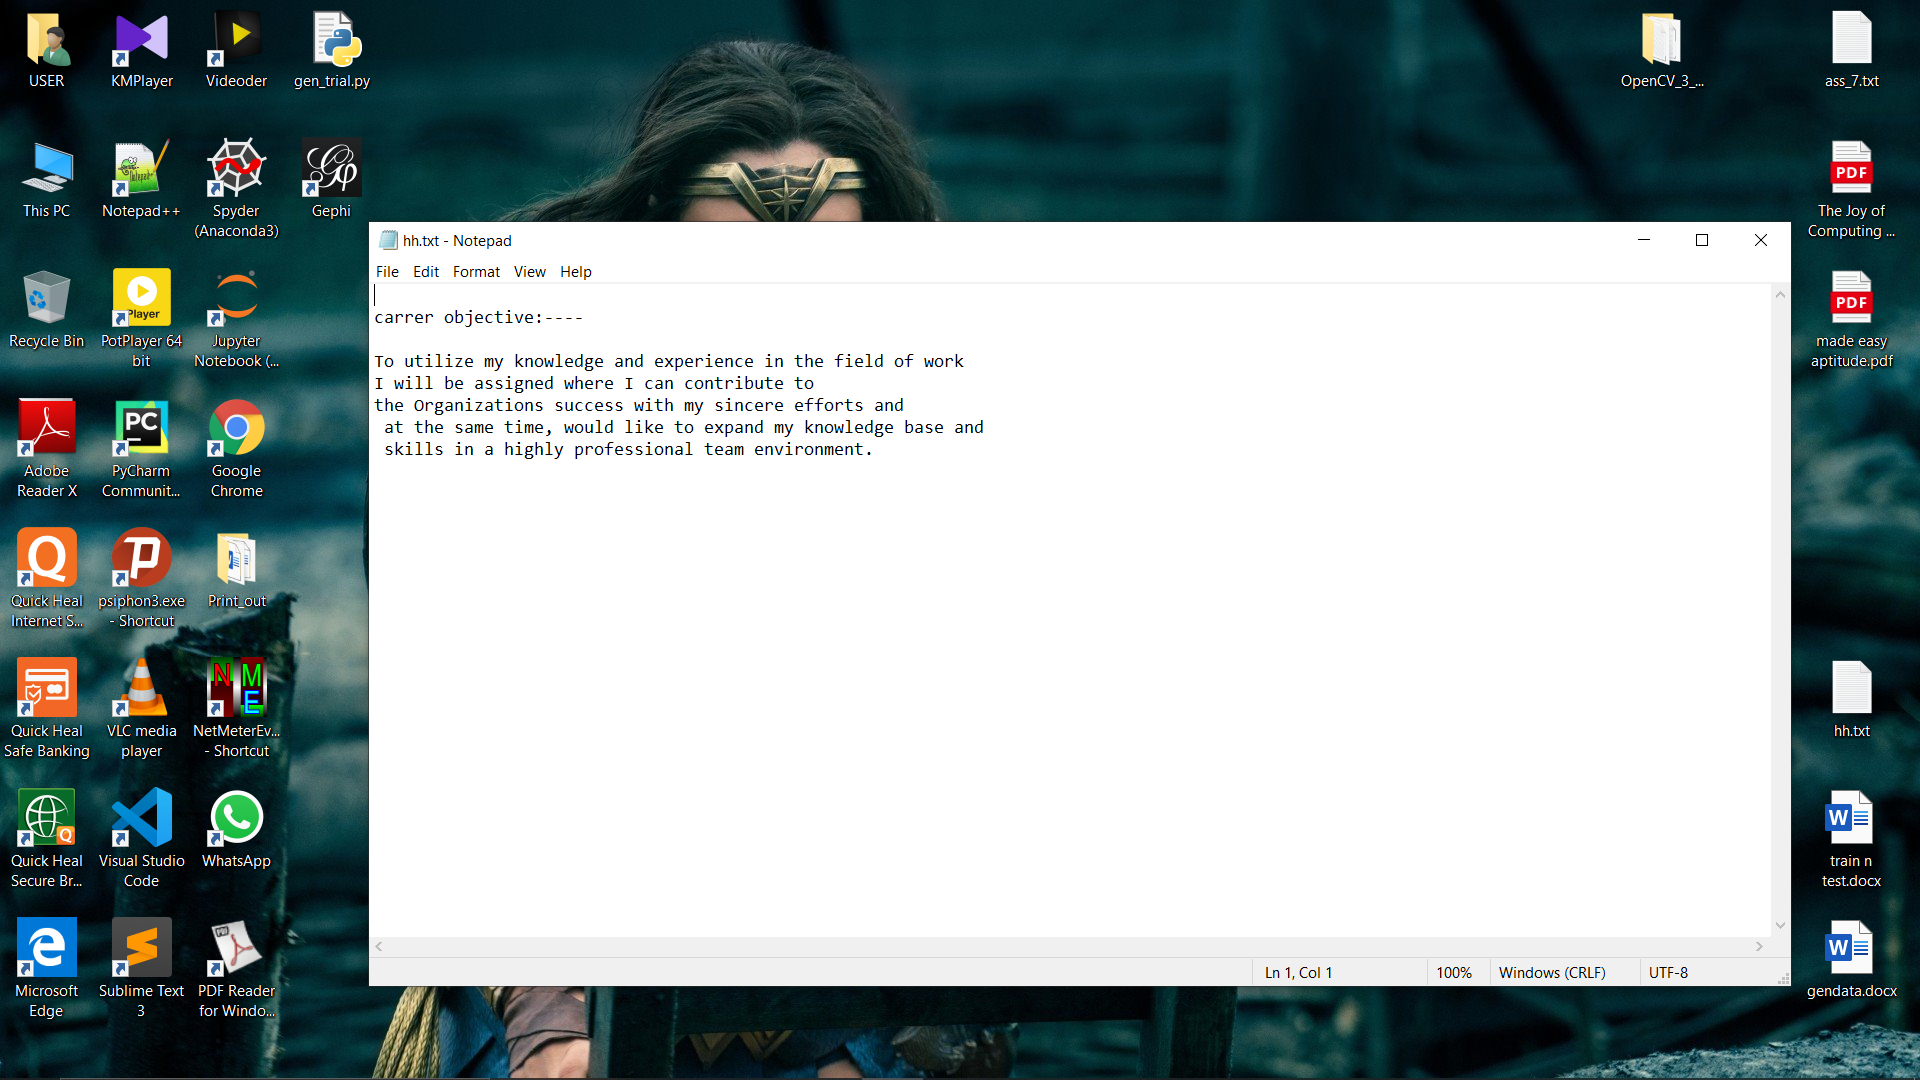 USER
KMPlayer
Videoder
gen_trial.py
OpenCV_3_...
ass_7.txt
This PC
Notepad++
Spyder
(Anaconda3)
Gephi
The Joy of
Computing ...
hh.txt - Notepad
File Edit Format View Help
carrer objective:----
To utilize my knowledge and experience in the field of work
I will be assigned where I can contribute to
the Organizations success with my sincere efforts and
at the same time, would like to expand my knowledge base and
skills in a highly professional team environment.
Recycle Bin
PotPlayer 64
bit
Jupyter
Notebook (...
made easy
aptitude.pdf
Adobe
Reader X
PyCharm
Communit...
Google
Chrome
Quick Heal
Internet S...
psiphon3.exe
- Shortcut
Print_out
Quick Heal
Safe Banking
VLC media
player
NetMeterEv...
- Shortcut
hh.txt
Quick Heal
Secure Br...
Visual Studio
Code
WhatsApp
train n
test.docx
Microsoft
Edge
Sublime Text
3
PDF Reader
for Windo...
gendata.docx
Ln 1, Col 1
100%
Windows (CRLF)
UTF-8
PDF
PDF
Player
PC
N M
E
W
W